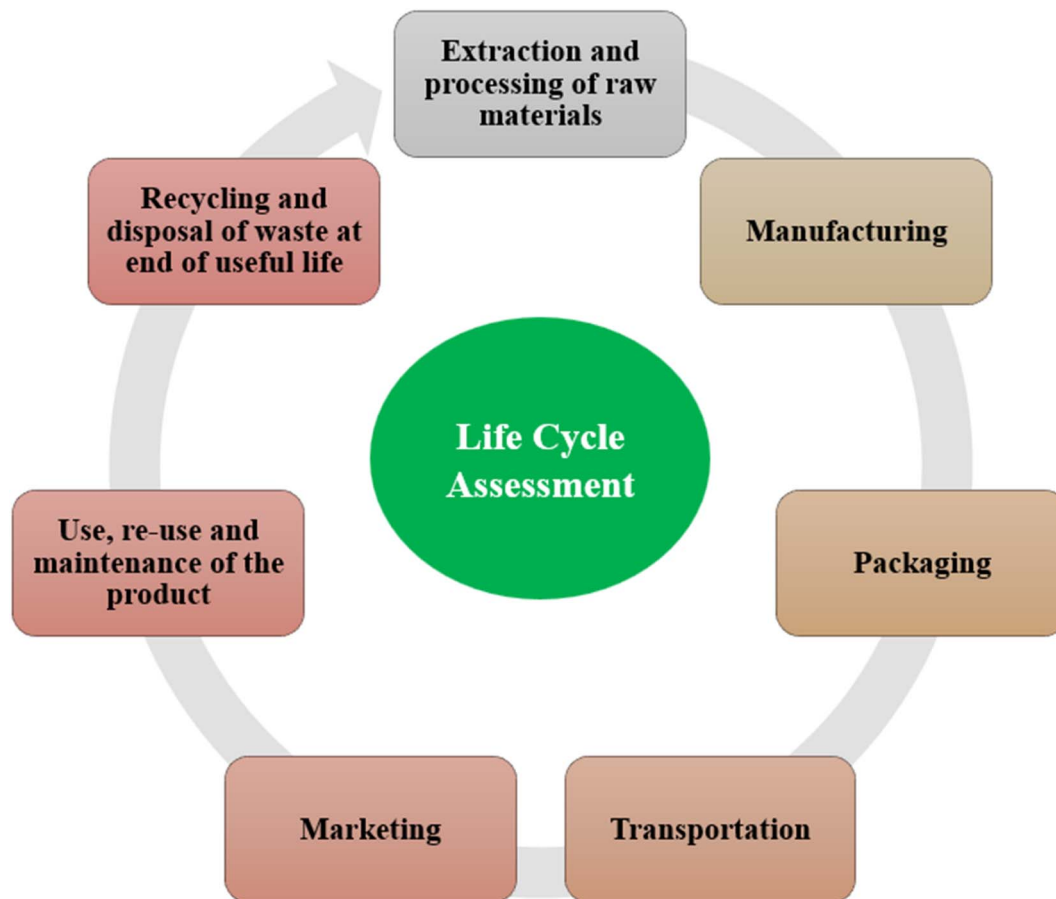 Extraction and
processing of raw
materials
Manufacturing
Packaging
Transportation
Marketing
Use, re-use and
maintenance of the
product
Recycling and
disposal of waste at
end of useful life
Life Cycle
Assessment